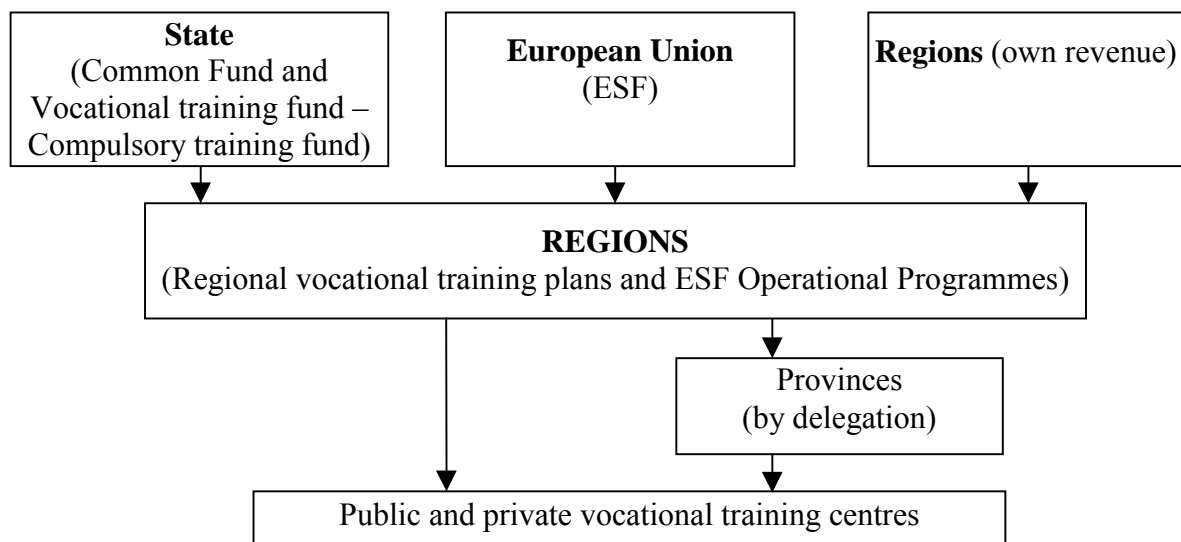 State
(Common Fund and
Vocational training fund –
Compulsory training fund)
European Union
(ESF)
Regions (own revenue)
REGIONS
(Regional vocational training plans and ESF Operational Programmes)
Provinces
(by delegation)
Public and private vocational training centres